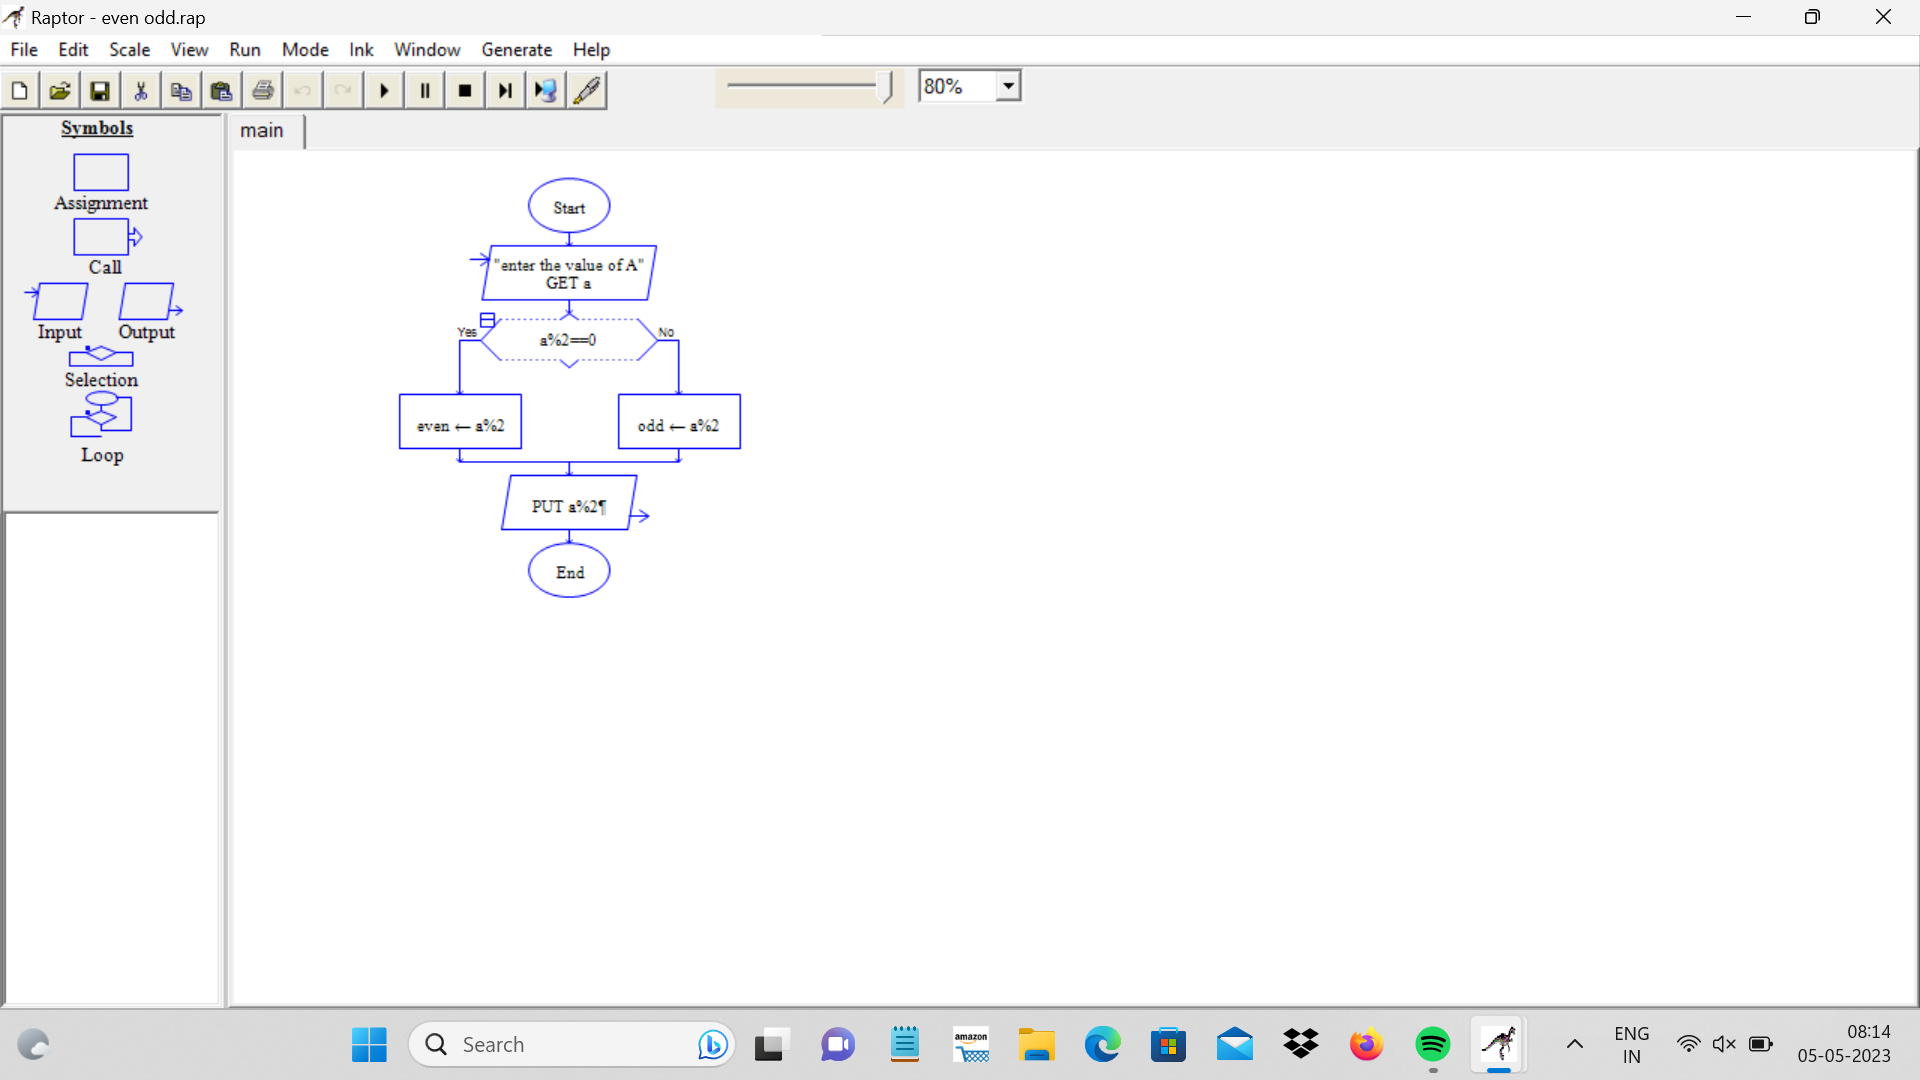 Raptor - even odd.rap
File Edit Scale View Run Mode Ink Window Generate Help
80%
Symbols
Assignment
Call
Input Output
Selection
Loop
main
Start
"enter the value of A"
GET a
Yes a%2==0 No
even ← a%2 odd ← a%2
PUT a%2¶
End
Search
amazon
ENG
IN
08:14
05-05-2023